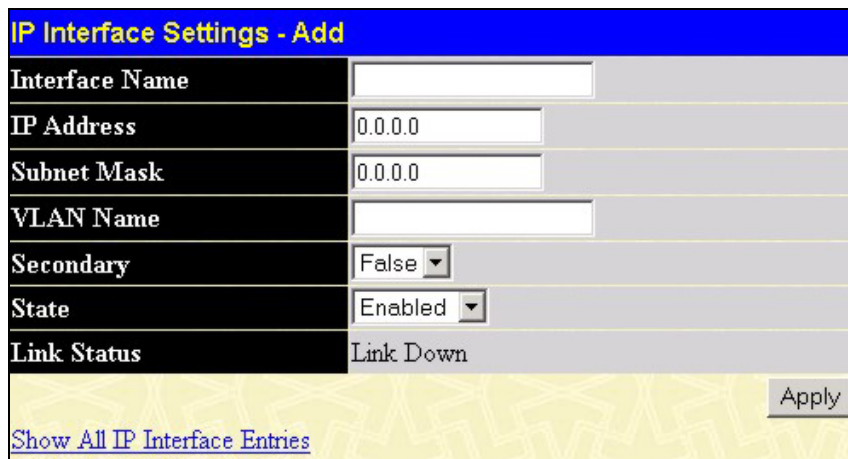 IP Interface Settings - Add
Interface Name
IP Address 0.0.0.0
Subnet Mask 0.0.0.0
VLAN Name
Secondary False
State Enabled
Link Status Link Down
Apply
Show All IP Interface Entries